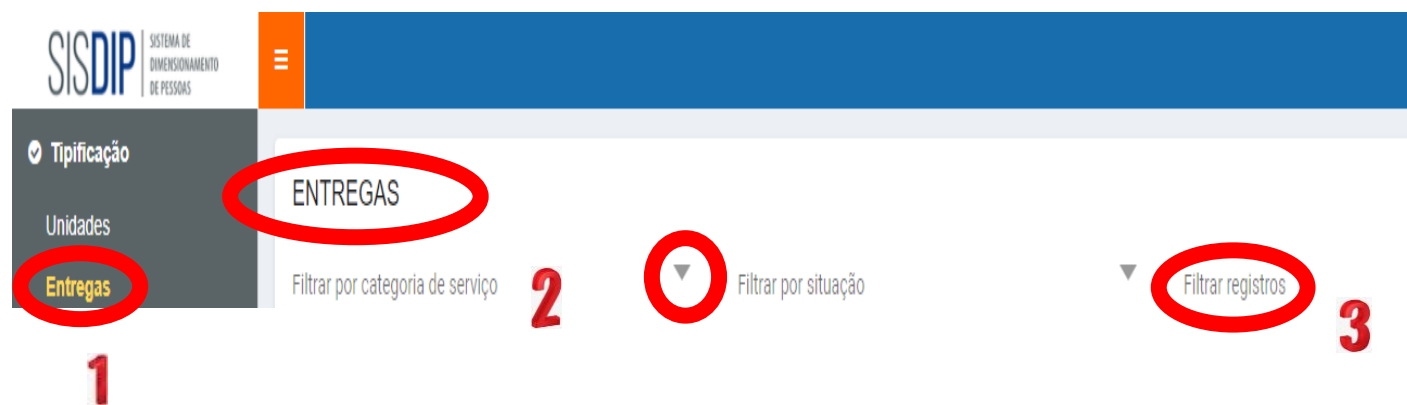 SISDIP
SISTEMA DE
DIMENSIONAMENTO
DE PESSOAS
Tipificação
Unidades
Entregas
1
ENTREGAS
Filtrar por categoria de serviço
2
Filtrar por situação
Filtrar registros
3